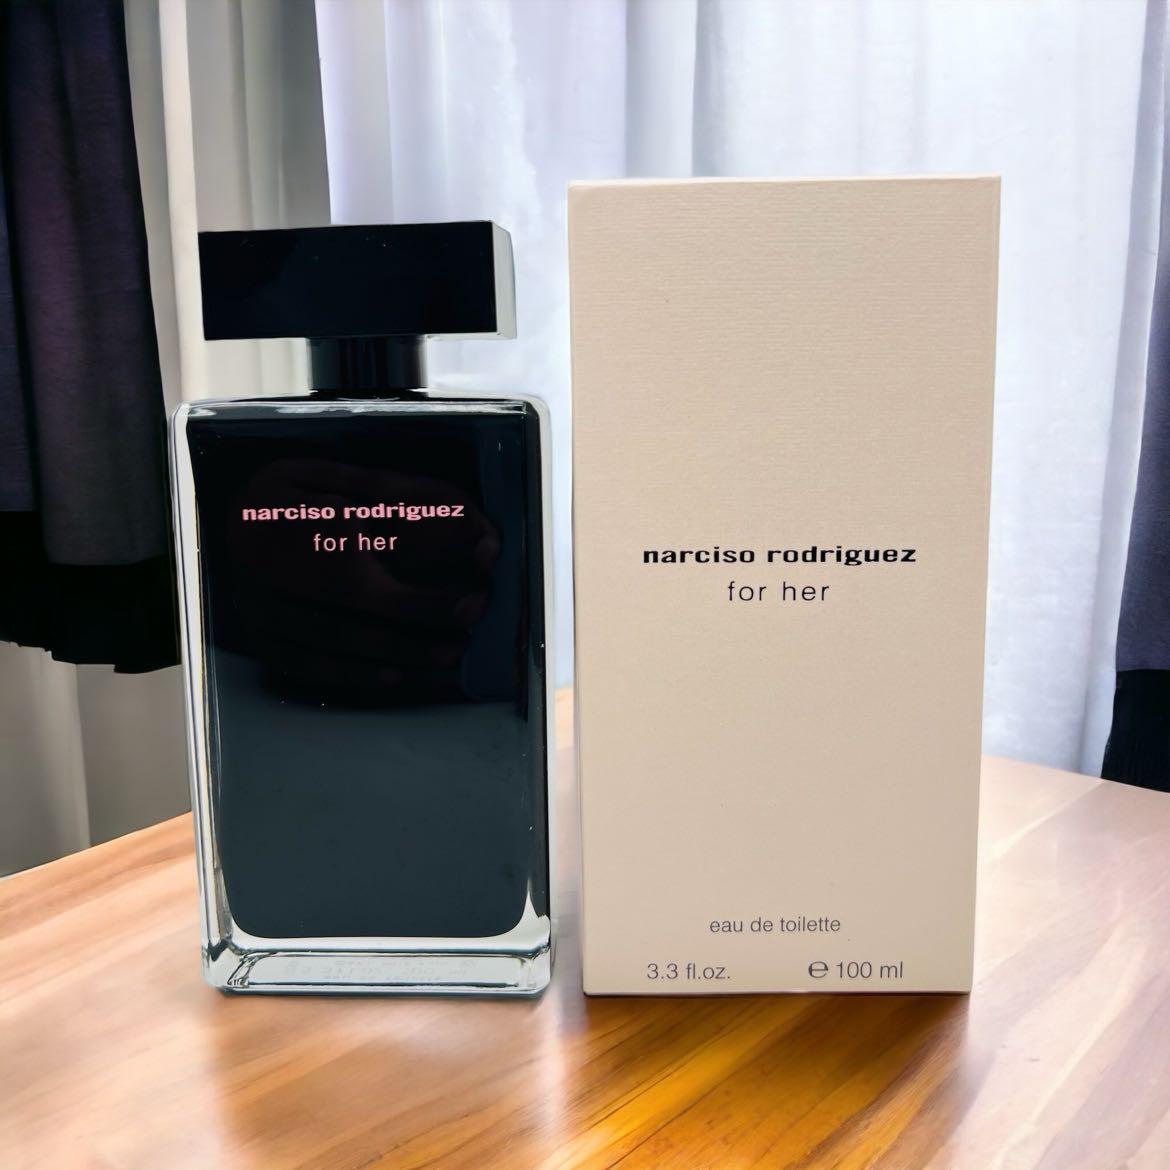 narciso rodriguez
for her
narciso rodriguez
for her
eau de toilette
3.3 fl.oz. ℮ 100 ml